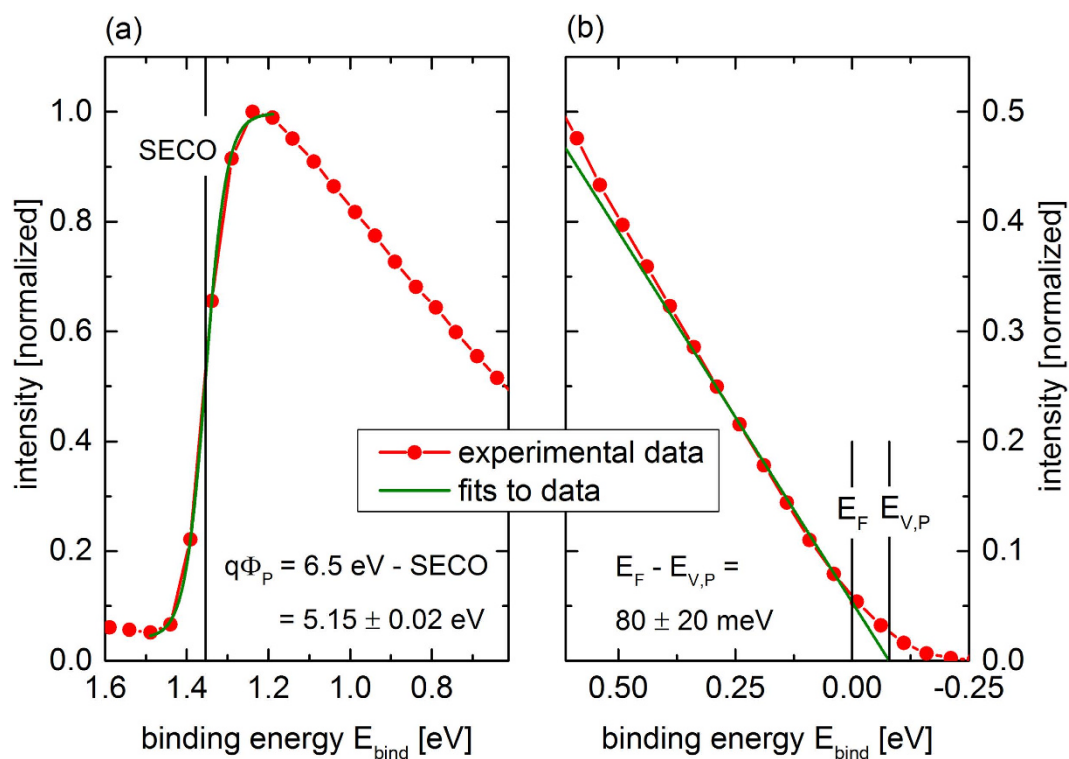 (a)
(b)
intensity [normalized]
1.0
0.8
0.6
0.4
0.2
0.0
SECO
qΦP = 6.5 eV - SECO
= 5.15 ± 0.02 eV
1.6
1.4
1.2
1.0
0.8
binding energy Ebind [eV]
experimental data
fits to data
EF
EV,P
EF - EV,P =
80 ± 20 meV
0.50
0.25
0.00
-0.25
binding energy Ebind [eV]
0.5
0.4
0.3
0.2
0.1
0.0
intensity [normalized]